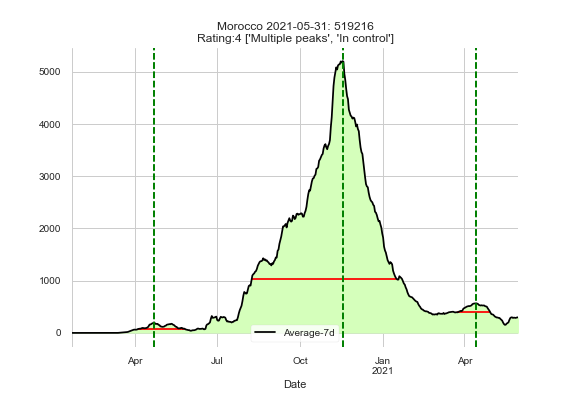 Morocco 2021-05-31: 519216
Rating:4 ['Multiple peaks', 'In control']
5000
4000
3000
2000
1000
0
Average-7d
Apr
Jul
Oct
Jan
2021
Apr
Date